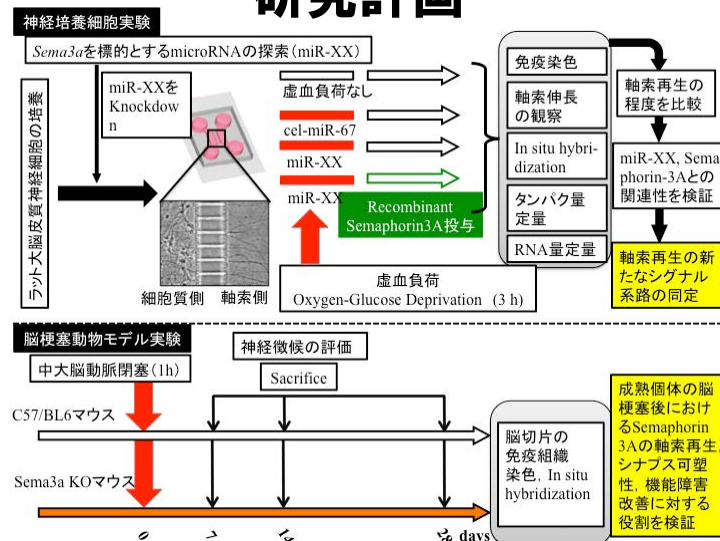 研究計画
神経培養細胞実験
Sema3aを標的とするmicroRNAの探索（miR-XX）
ラット大脳皮質神経細胞の培養
miR-XXを
Knockdow
n
虚血負荷なし
cel-miR-67
miR-XX
miR-XX
Recombinant
Semaphorin3A投与
細胞質側
軸索側
虚血負荷
Oxygen-Glucose Deprivation (3 h)
免疫染色
軸索伸長
の観察
In situ hybri-
dization
タンパク量
定量
RNA量定量
軸索再生の
程度を比較
miR-XX, Sema
phorin-3Aとの
関連性を検証
軸索再生の新
たなシグナル
系路の同定
脳梗塞動物モデル実験
中大脳動脈閉塞（1h）
神経徴候の評価
Sacrifice
C57/BL6マウス
Sema3a KOマウス
0
7
14
28 days
脳切片の
免疫組織
染色，In situ
hybridization
成熟個体の脳
梗塞後におけ
るSemaphorin
3Aの軸索再生，
シナプス可塑
性，機能障害
改善に対する
役割を検証